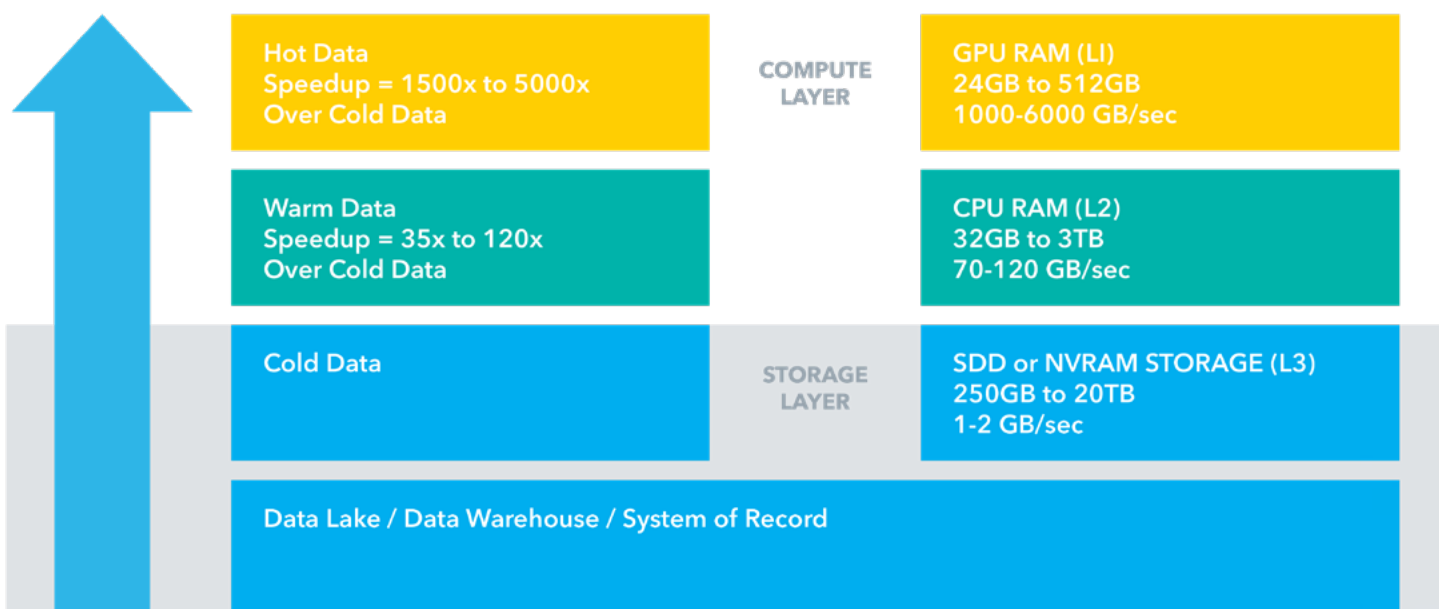 Hot Data
Speedup = 1500x to 5000x
Over Cold Data
COMPUTE
LAYER
GPU RAM (LI)
24GB to 512GB
1000-6000 GB/sec
Warm Data
Speedup = 35x to 120x
Over Cold Data
CPU RAM (L2)
32GB to 3TB
70-120 GB/sec
Cold Data
STORAGE
LAYER
SDD or NVRAM STORAGE (L3)
250GB to 20TB
1-2 GB/sec
Data Lake / Data Warehouse / System of Record